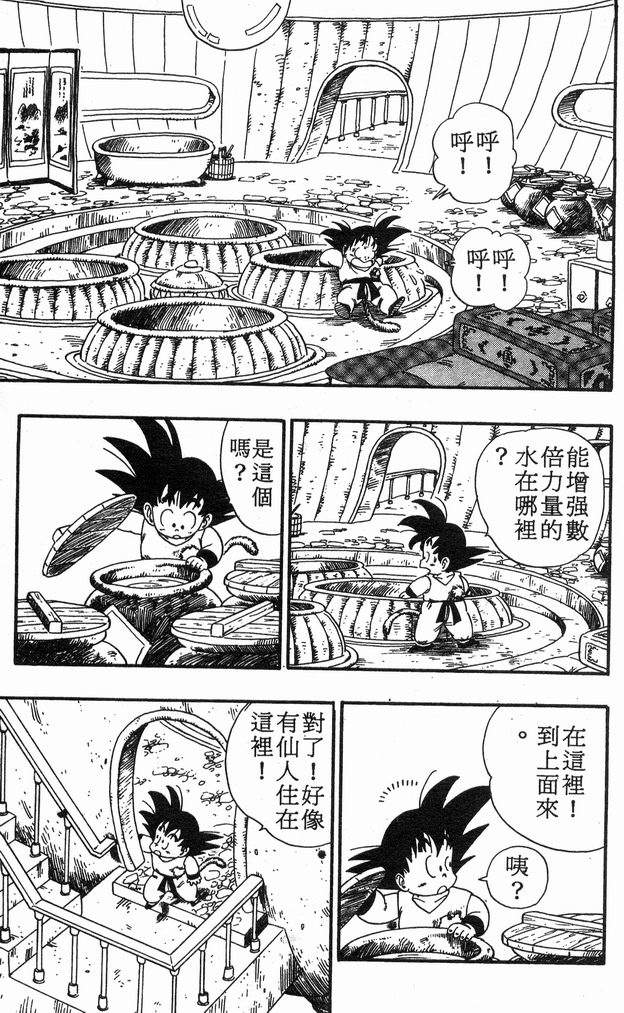 呼呼
！！
呼呼
！！
能增强數
倍力量的
水在哪裡
？
是這個
嗎？
在這裡！
到上面來
。
咦？
對了！好像
有仙人住在
這裡！